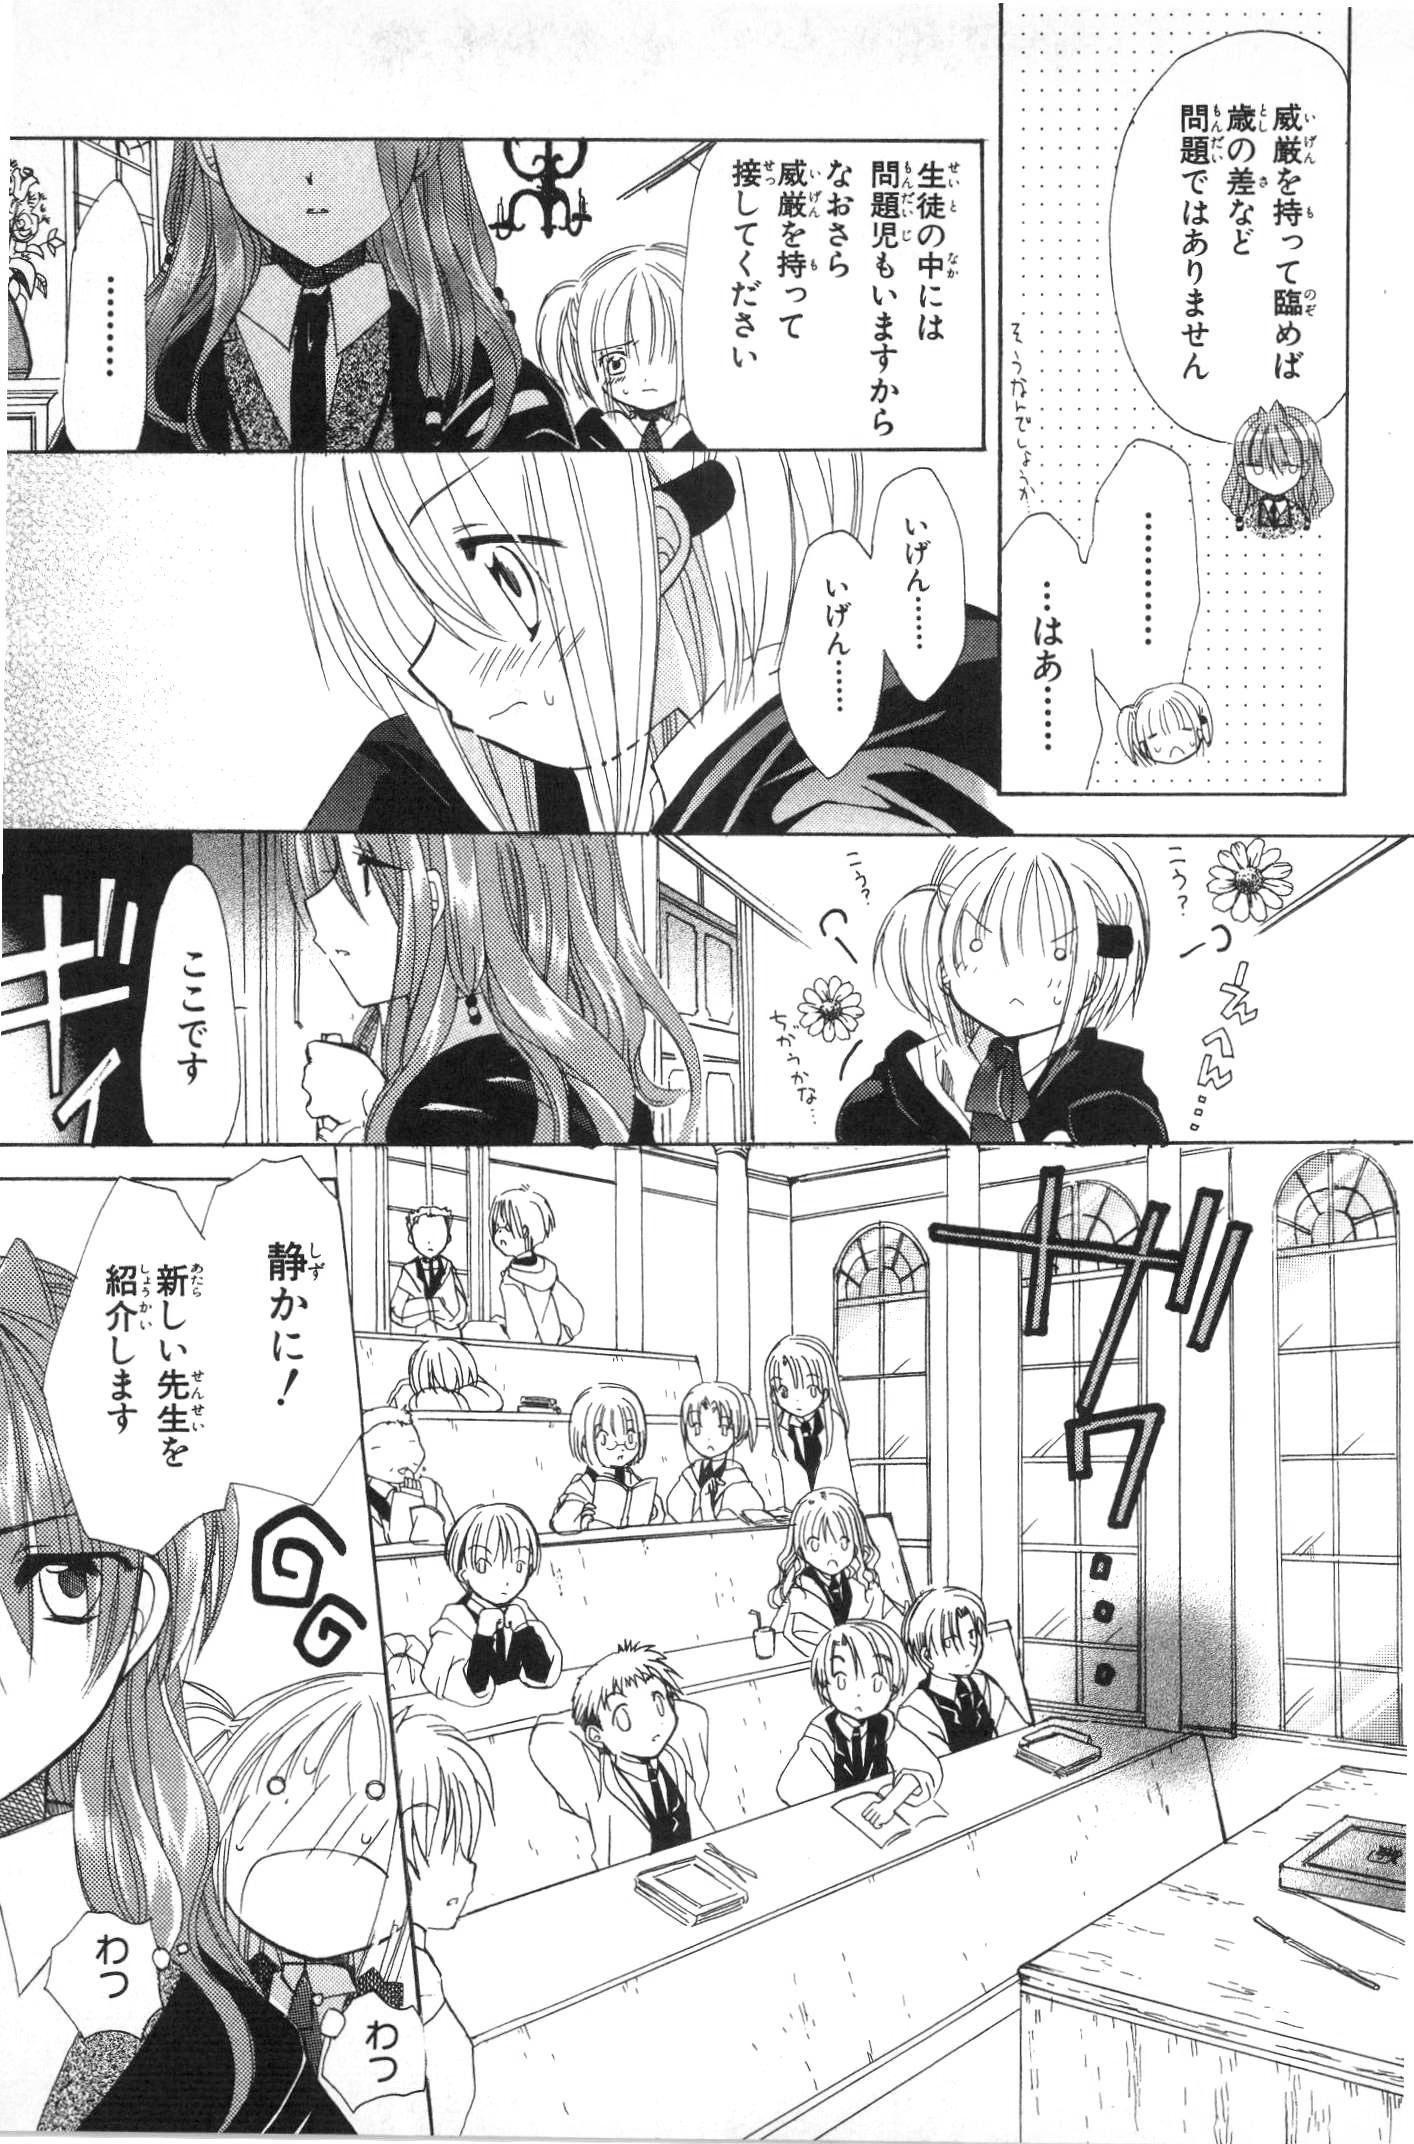 威厳を持って臨めば
歳の差など
問題ではありません
…………
…はあ……
そうなんでしょうか
生徒の中には
問題児もいますから
なおさら
威厳を持って
接してください
………
いげん……
いげん……
こう？
こう？
えっへん……
ちがうかな…
ここです
ギィ
ザワ…
静かに！
新しい先生を
紹介します
わっ
わっ